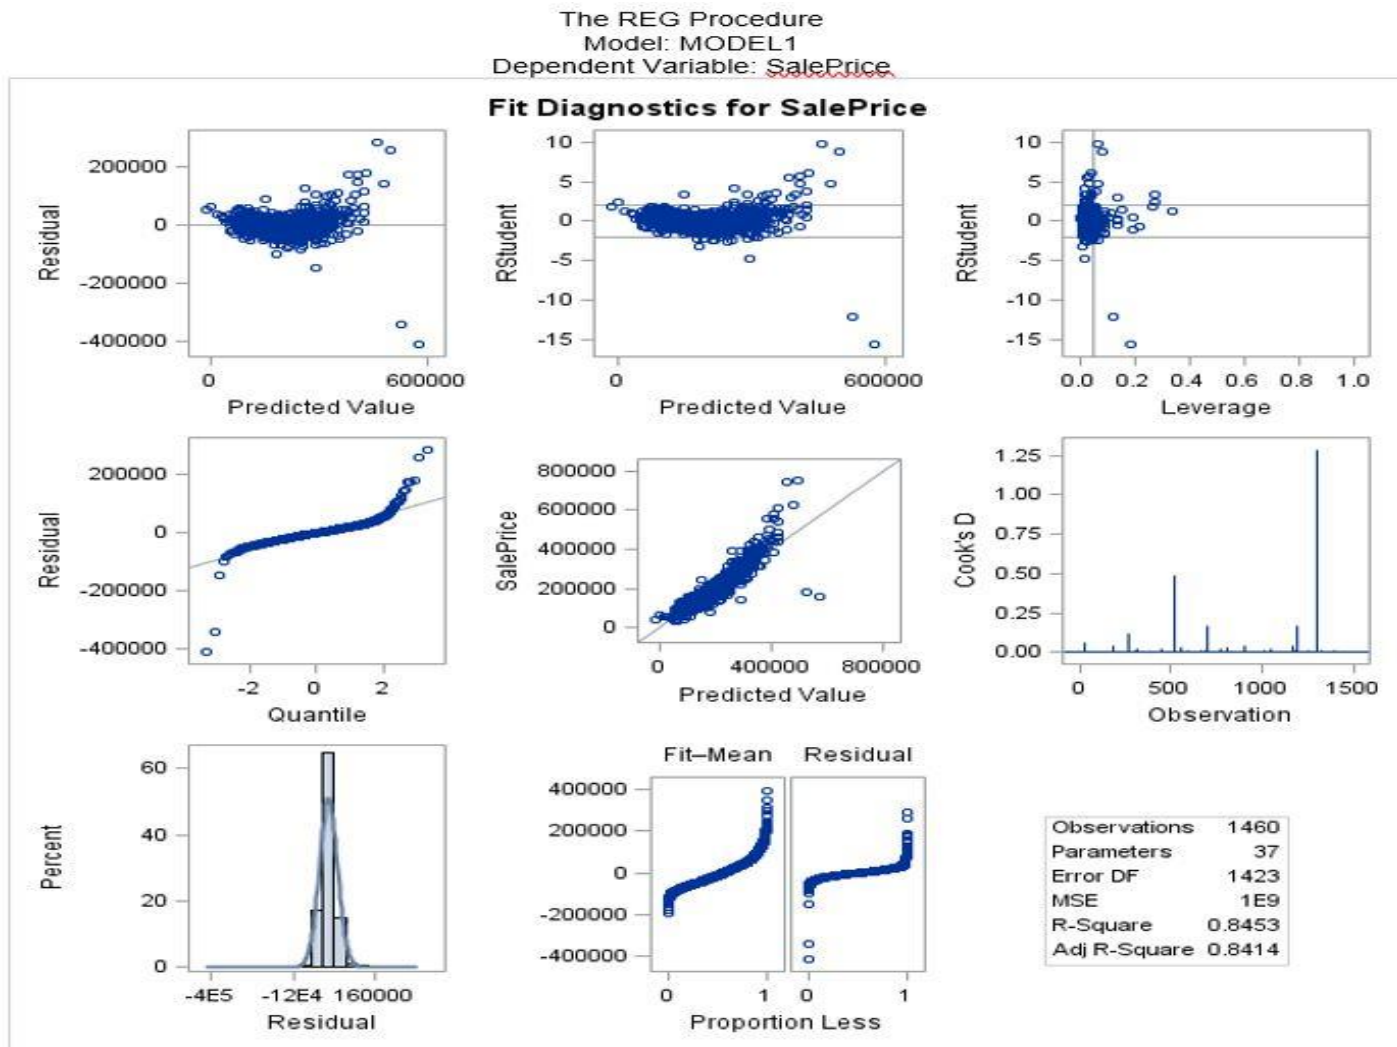 The REG Procedure
Model: MODEL1
Dependent Variable: SalePrice
Fit Diagnostics for SalePrice
Residual
200000
0
-200000
-400000
0 600000
Predicted Value
RStudent
10
5
0
-5
-10
-15
0 600000
Predicted Value
RStudent
10
5
0
-5
-10
-15
0.0 0.2 0.4 0.6 0.8 1.0
Leverage
Residual
200000
0
-200000
-400000
-2 0 2
Quantile
SalePrice
800000
600000
400000
200000
0
0 400000 800000
Predicted Value
Cook's D
1.25
1.00
0.75
0.50
0.25
0.00
0 500 1000 1500
Observation
Percent
60
40
20
0
-4E5 -12E4 160000
Residual
Fit–Mean Residual
400000
200000
0
-200000
-400000
0 1 0 1
Proportion Less
Observations 1460
Parameters 37
Error DF 1423
MSE 1E9
R-Square 0.8453
Adj R-Square 0.8414